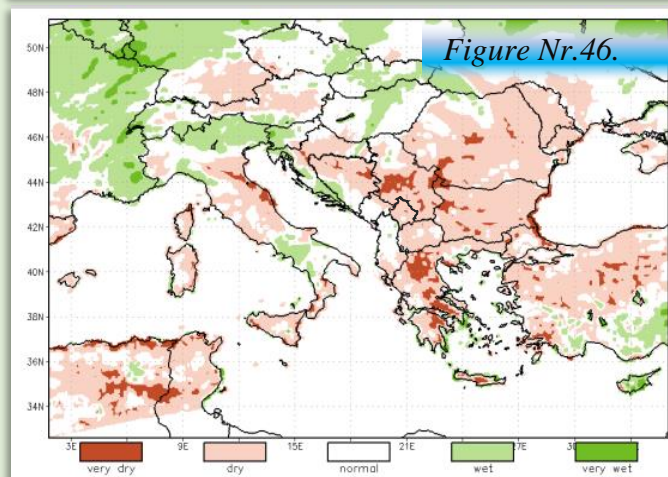 Figure Nr.46.
50N
48N
46N
44N
42N
40N
38N
36N
34N
3E 9E 15E 21E 27E
very dry dry normal wet very wet